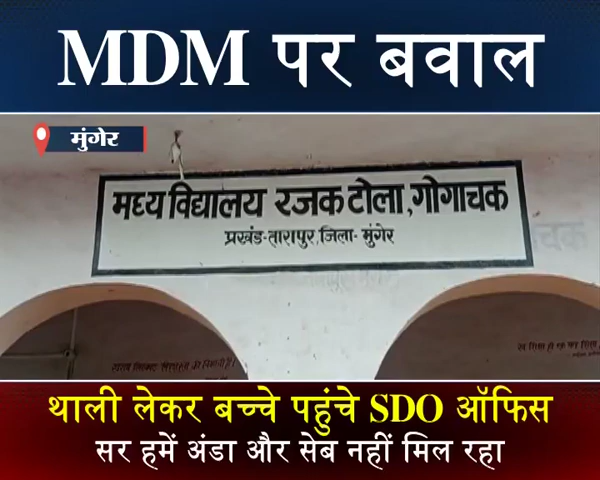 MDM पर बवाल
मुंगेर
मध्य विद्यालय रजक टोला, गोगाचक
प्रखंड-तारापुर, जिला- मुंगेर
थाली लेकर बच्चे पहुंचे SDO ऑफिस
सर हमें अंडा और सेब नहीं मिल रहा